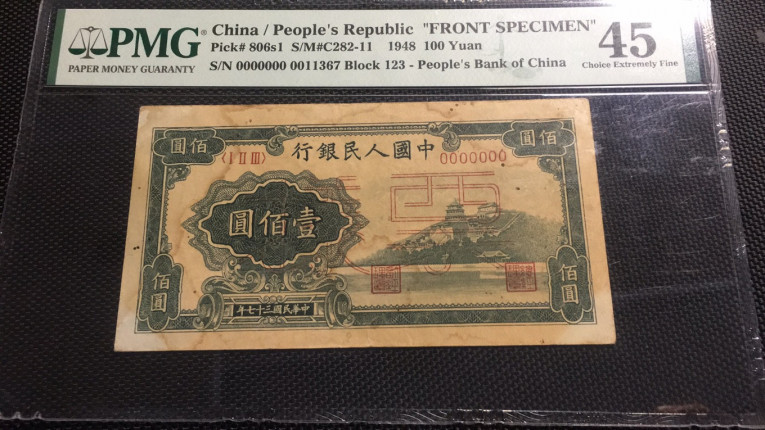 PMG®
PAPER MONEY GUARANTY
China / People's Republic "FRONT SPECIMEN"
Pick# 806s1 S/M#C282-11 1948 100 Yuan
S/N 0000000 0011367 Block 123 - People's Bank of China
45
Choice Extremely Fine
圓佰
圓佰
行銀民人國中
〈I II III〉
0000000
圓佰壹
佰圓
佰圓
年七十三國民華中